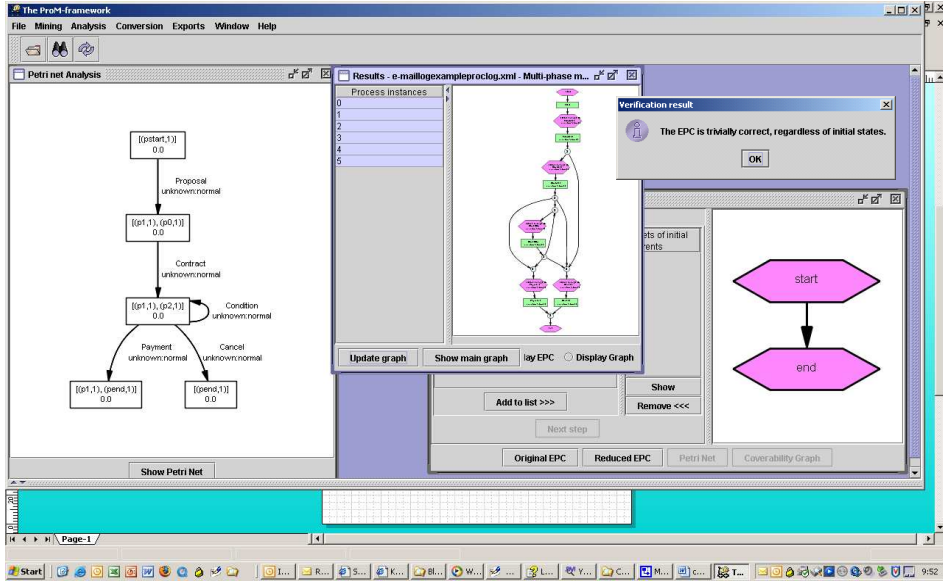 The ProM-framework
File Mining Analysis Conversion Exports Window Help
Petri net Analysis
[(pstart,1)]
0.0
Proposal
unknown:normal
[(p1,1), (p0,1)]
0.0
Contract
unknown:normal
[(p1,1), (p2,1)]
0.0
Condition
unknown:normal
Payment
unknown:normal
Cancel
unknown:normal
[(p1,1), (pend,1)]
0.0
[(pend,1)]
0.0
Show Petri Net
Results - e-maillogexampleproclog.xml - Multi-phase m...
Process instances
0
1
2
3
4
5
Update graph
Show main graph
lay EPC
Display Graph
Verification result
The EPC is trivially correct, regardless of initial states.
OK
ets of initial
ents
start
end
Add to list >>>
Show
Remove <<<
Next step
Original EPC
Reduced EPC
Petri Net
Coverability Graph
Page-1
Start
I...
R...
S...
K...
Bl...
W...
...
L...
Y...
C...
M...
c...
T...
9:52